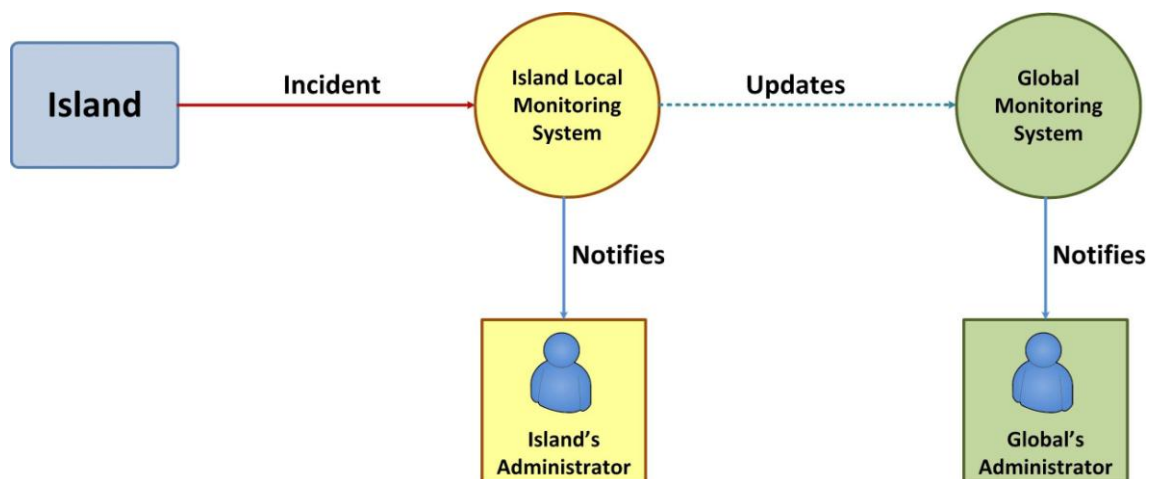 Island
Incident
Island Local
Monitoring
System
Updates
Global
Monitoring
System
Notifies
Notifies
Island's
Administrator
Global's
Administrator